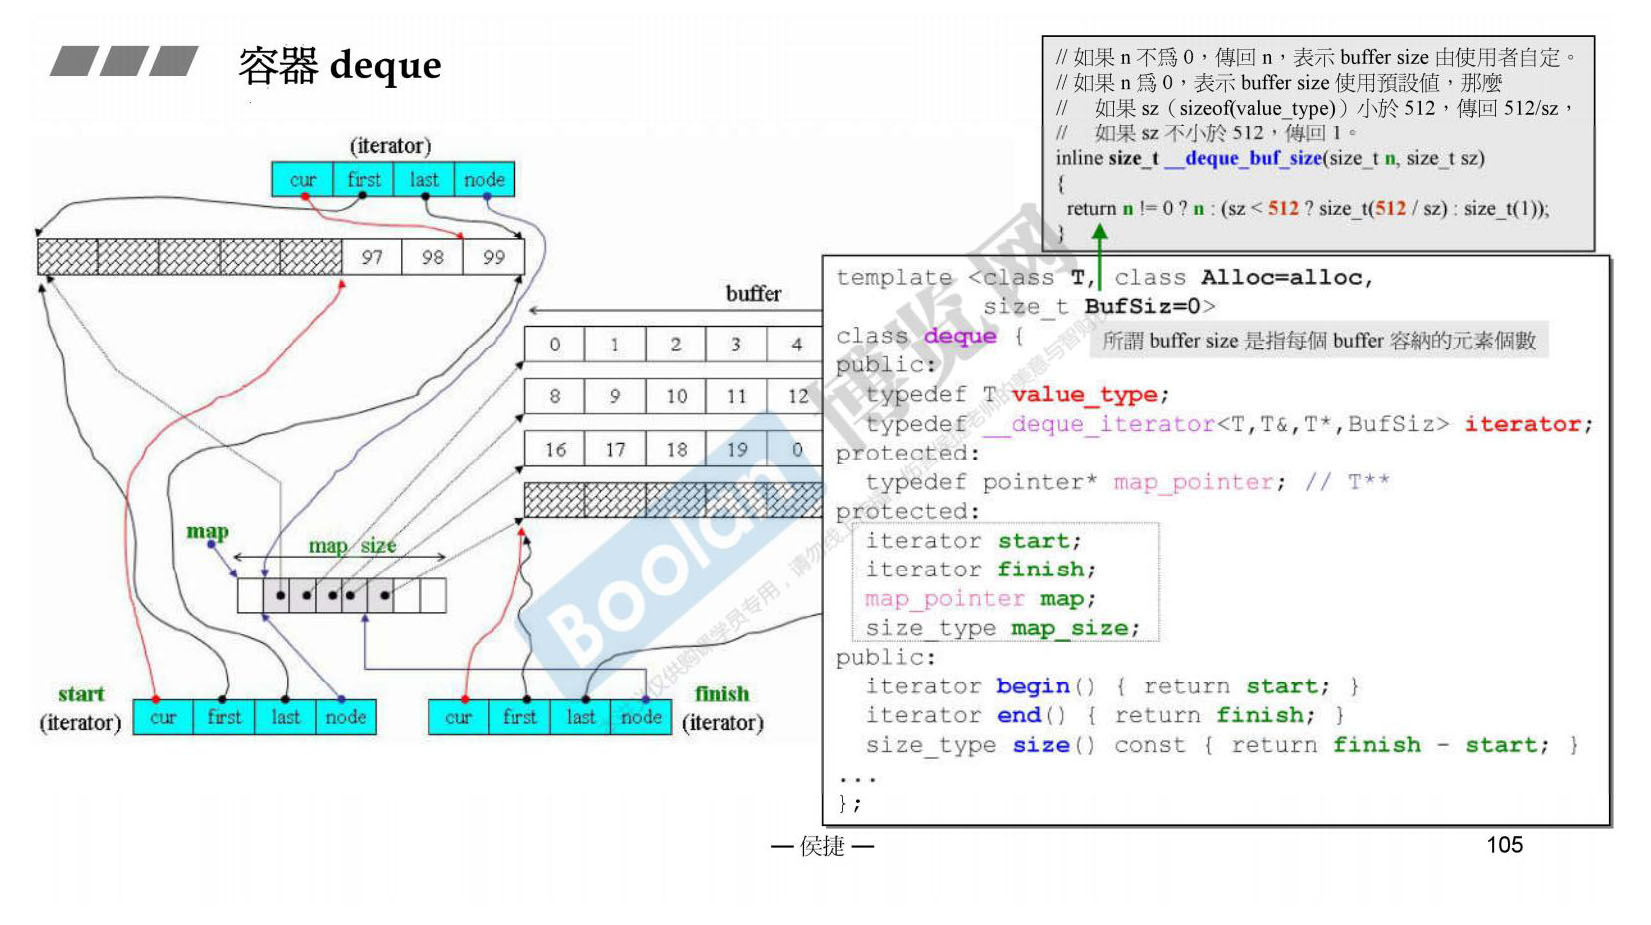 容器 deque
// 如果 n 不為 0，傳回 n，表示 buffer size 由使用者自定。
// 如果 n 為 0，表示 buffer size 使用預設值，那麼
// 如果 sz（sizeof(value_type)）小於 512，傳回 512/sz，
// 如果 sz 不小於 512，傳回 1。
inline size_t __deque_buf_size(size_t n, size_t sz)
{
return n != 0 ? n : (sz < 512 ? size_t(512 / sz) : size_t(1));
}
(iterator)
cur first last node
97 98 99
buffer
0 1 2 3 4
8 9 10 11 12
16 17 18 19 0
map
map_size
start
(iterator)
cur first last node
cur first last node
finish
(iterator)
template <class T, class Alloc=alloc,
size_t BufSiz=0>
class deque {
所謂 buffer size 是指每個 buffer 容納的元素個數
public:
typedef T value_type;
typedef __deque_iterator<T,T&,T*,BufSiz> iterator;
protected:
typedef pointer* map_pointer; // T**
protected:
iterator start;
iterator finish;
map_pointer map;
size_type map_size;
public:
iterator begin() { return start; }
iterator end() { return finish; }
size_type size() const { return finish - start; }
...
};
Boolan
博览网
— 侯捷 —
105